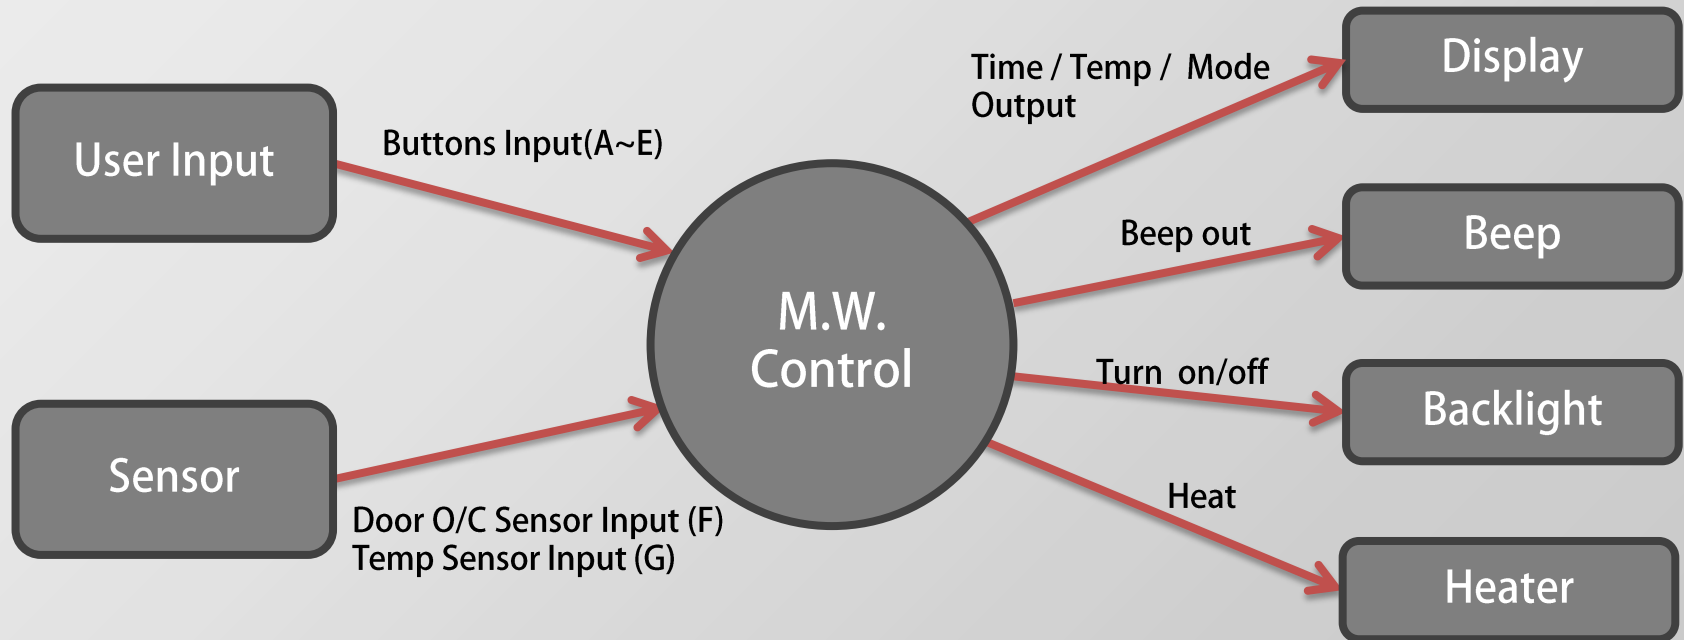 User Input
Buttons Input(A~E)
Sensor
Door O/C Sensor Input (F)
Temp Sensor Input (G)
M.W.
Control
Time / Temp / Mode
Output
Display
Beep out
Beep
Turn on/off
Backlight
Heat
Heater